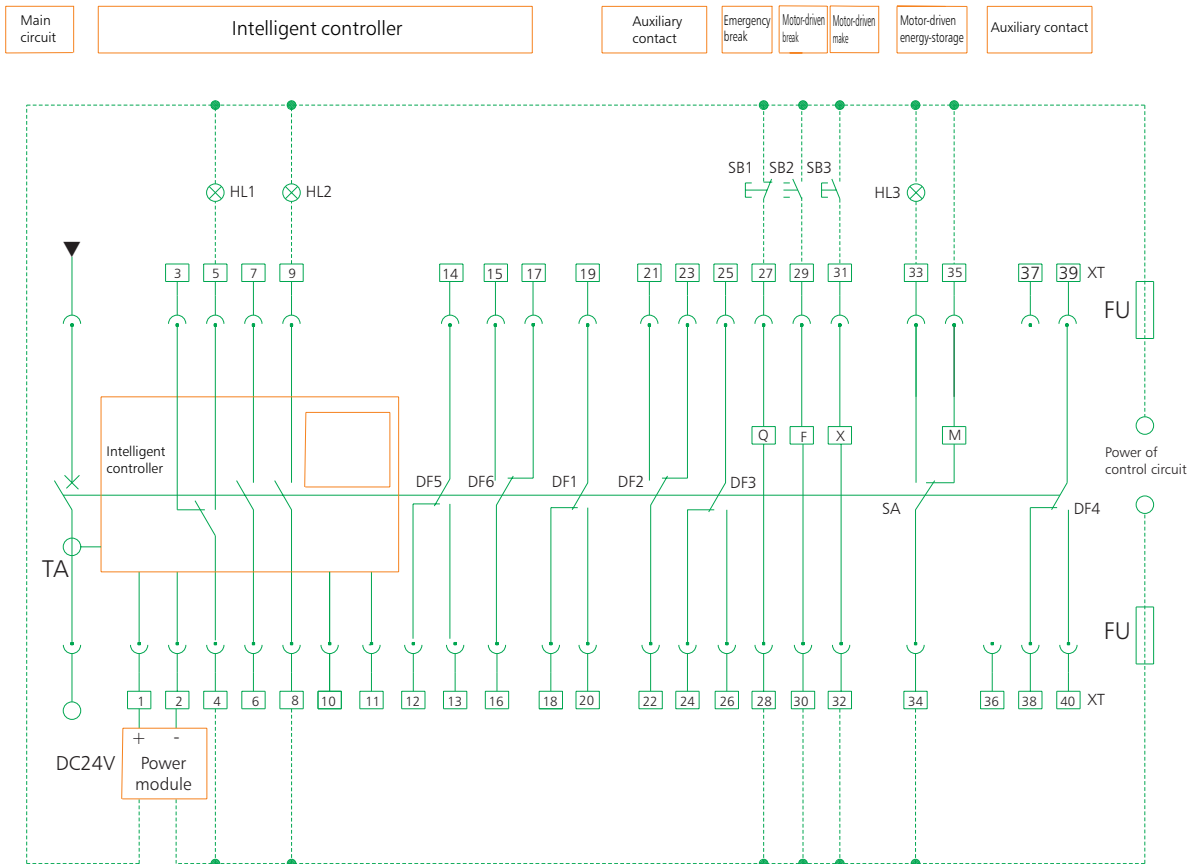 Main
circuit
Intelligent controller
Auxiliary
contact
Emergency
break
Motor-driven
break
Motor-driven
make
Motor-driven
energy-storage
Auxiliary contact
SB1 SB2 SB3
HL1 HL2 HL3
3 5 7 9 14 15 17 19 21 23 25 27 29 31 33 35 37 39 XT
FU
Q F X M
Intelligent
controller
Power of
control circuit
DF5 DF6 DF1 DF2 DF3
SA DF4
TA
FU
1 2 4 6 8 10 11 12 13 16 18 20 22 24 26 28 30 32 34 36 38 40 XT
+ -
DC24V Power
module